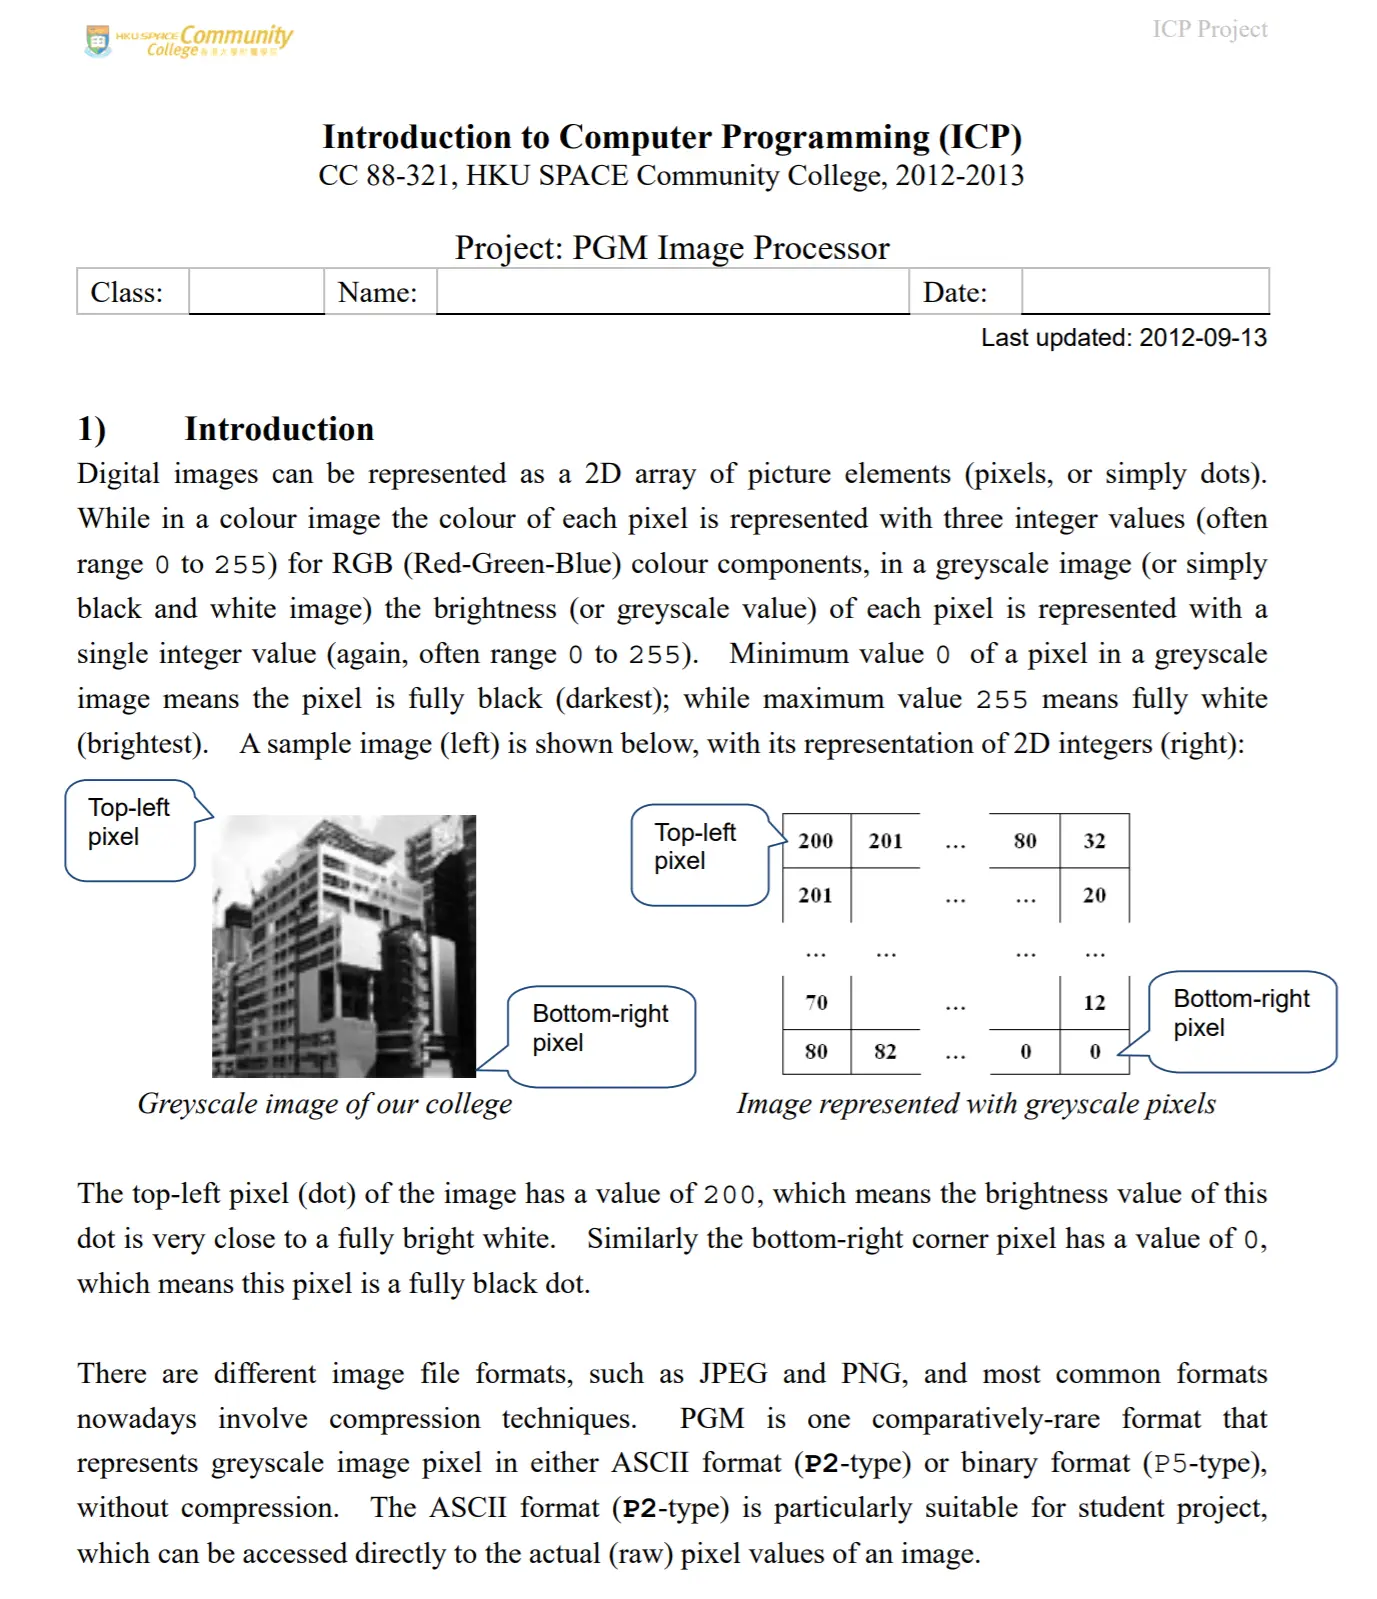 HKU SPACE Community
College 香港大學附屬學院
ICP Project
Introduction to Computer Programming (ICP)
CC 88-321, HKU SPACE Community College, 2012-2013
Project: PGM Image Processor
Class: Name: Date:
Last updated: 2012-09-13
1) Introduction
Digital images can be represented as a 2D array of picture elements (pixels, or simply dots).
While in a colour image the colour of each pixel is represented with three integer values (often
range 0 to 255) for RGB (Red-Green-Blue) colour components, in a greyscale image (or simply
black and white image) the brightness (or greyscale value) of each pixel is represented with a
single integer value (again, often range 0 to 255). Minimum value 0 of a pixel in a greyscale
image means the pixel is fully black (darkest); while maximum value 255 means fully white
(brightest). A sample image (left) is shown below, with its representation of 2D integers (right):
Top-left
pixel
Bottom-right
pixel
Greyscale image of our college
Top-left
pixel
200 201 ... 80 32
201 ... ... 20
... ... ... ...
70 ... 12
80 82 ... 0 0
Bottom-right
pixel
Image represented with greyscale pixels
The top-left pixel (dot) of the image has a value of 200, which means the brightness value of this
dot is very close to a fully bright white. Similarly the bottom-right corner pixel has a value of 0,
which means this pixel is a fully black dot.
There are different image file formats, such as JPEG and PNG, and most common formats
nowadays involve compression techniques. PGM is one comparatively-rare format that
represents greyscale image pixel in either ASCII format (P2-type) or binary format (P5-type),
without compression. The ASCII format (P2-type) is particularly suitable for student project,
which can be accessed directly to the actual (raw) pixel values of an image.